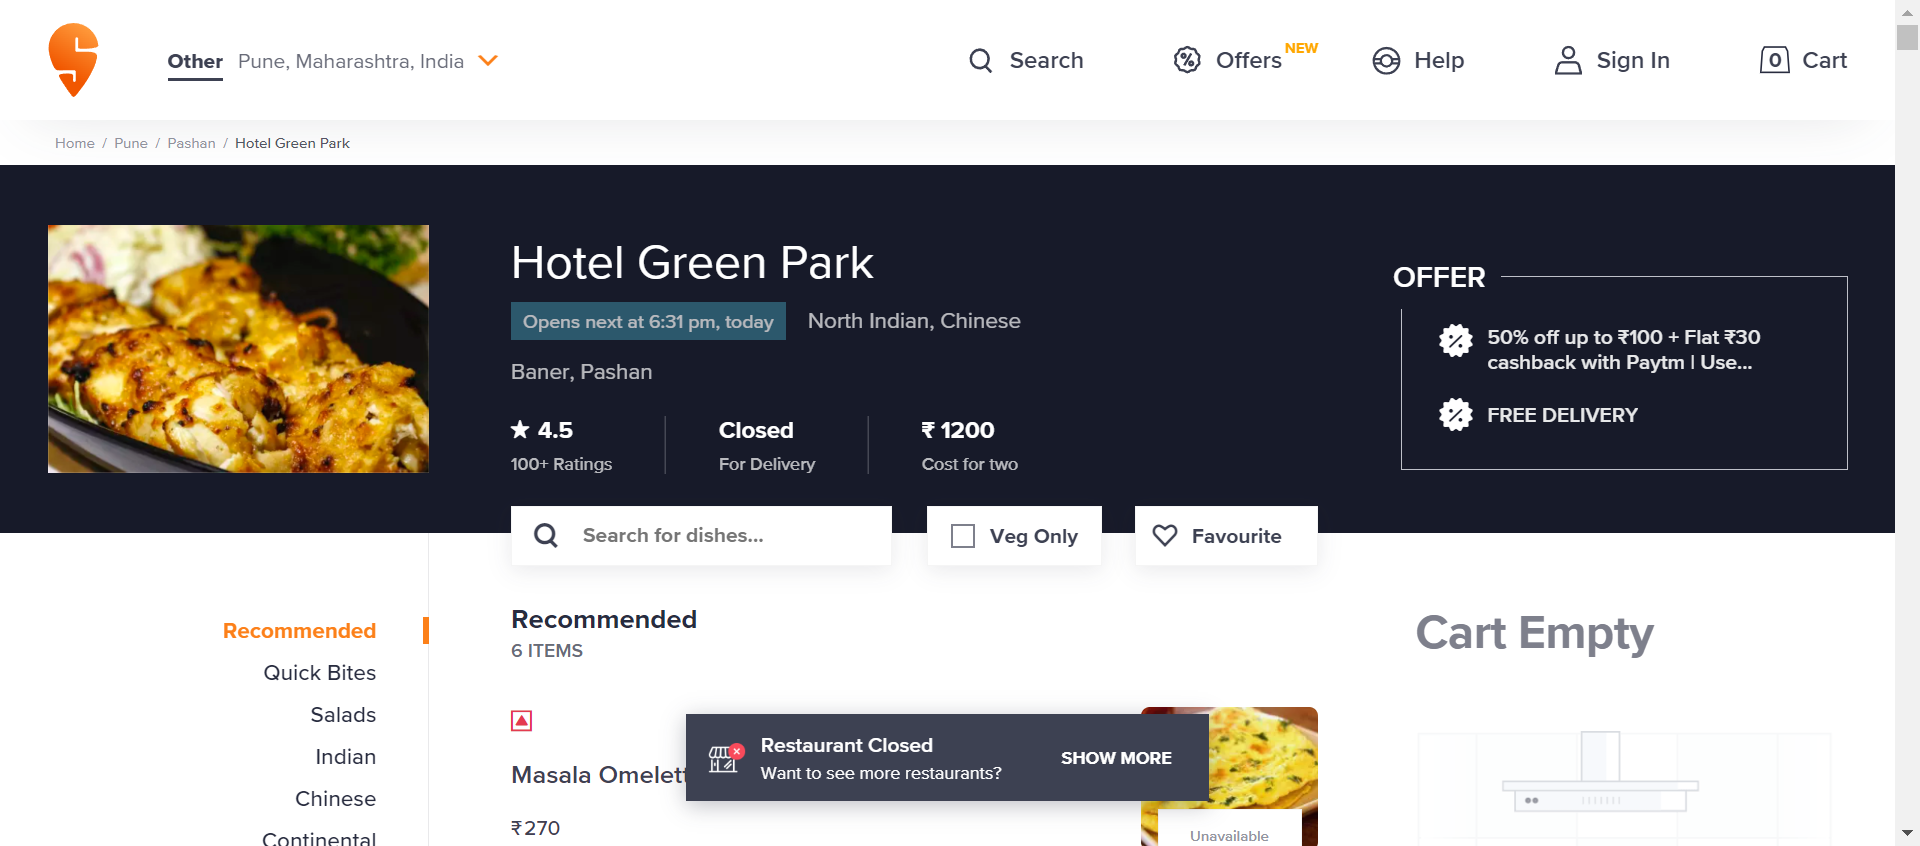 Other Pune, Maharashtra, India
Search
Offers NEW
Help
Sign In
0 Cart
Home / Pune / Pashan / Hotel Green Park
Hotel Green Park
Opens next at 6:31 pm, today North Indian, Chinese
Baner, Pashan
4.5
100+ Ratings
Closed
For Delivery
₹ 1200
Cost for two
OFFER
50% off up to ₹100 + Flat ₹30
cashback with Paytm | Use...
FREE DELIVERY
Search for dishes...
Veg Only
Favourite
Recommended
Quick Bites
Salads
Indian
Chinese
Continental
Recommended
6 ITEMS
Masala Omelett
₹270
Unavailable
Restaurant Closed
Want to see more restaurants?
SHOW MORE
Cart Empty